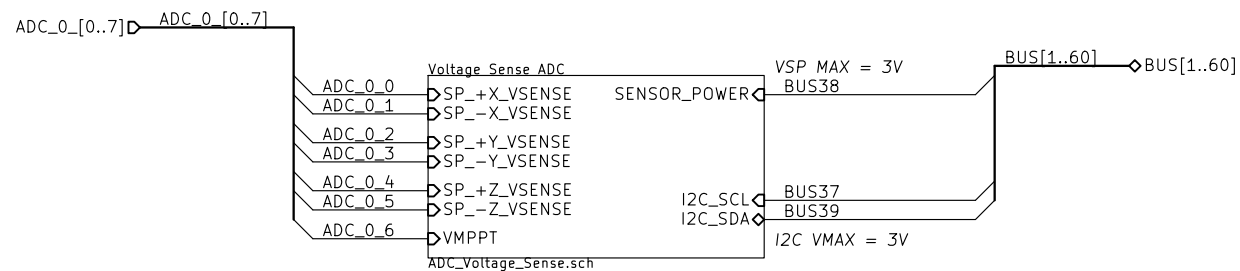 ADC_0_[0..7] ADC_0_[0..7]
BUS[1..60] BUS[1..60]
Voltage Sense ADC VSP MAX = 3V
ADC_0_0 SP_+X_VSENSE SENSOR_POWER BUS38
ADC_0_1 SP_-X_VSENSE
ADC_0_2 SP_+Y_VSENSE
ADC_0_3 SP_-Y_VSENSE
ADC_0_4 SP_+Z_VSENSE I2C_SCL BUS37
ADC_0_5 SP_-Z_VSENSE I2C_SDA BUS39
ADC_0_6 VMPPT I2C VMAX = 3V
ADC_Voltage_Sense.sch